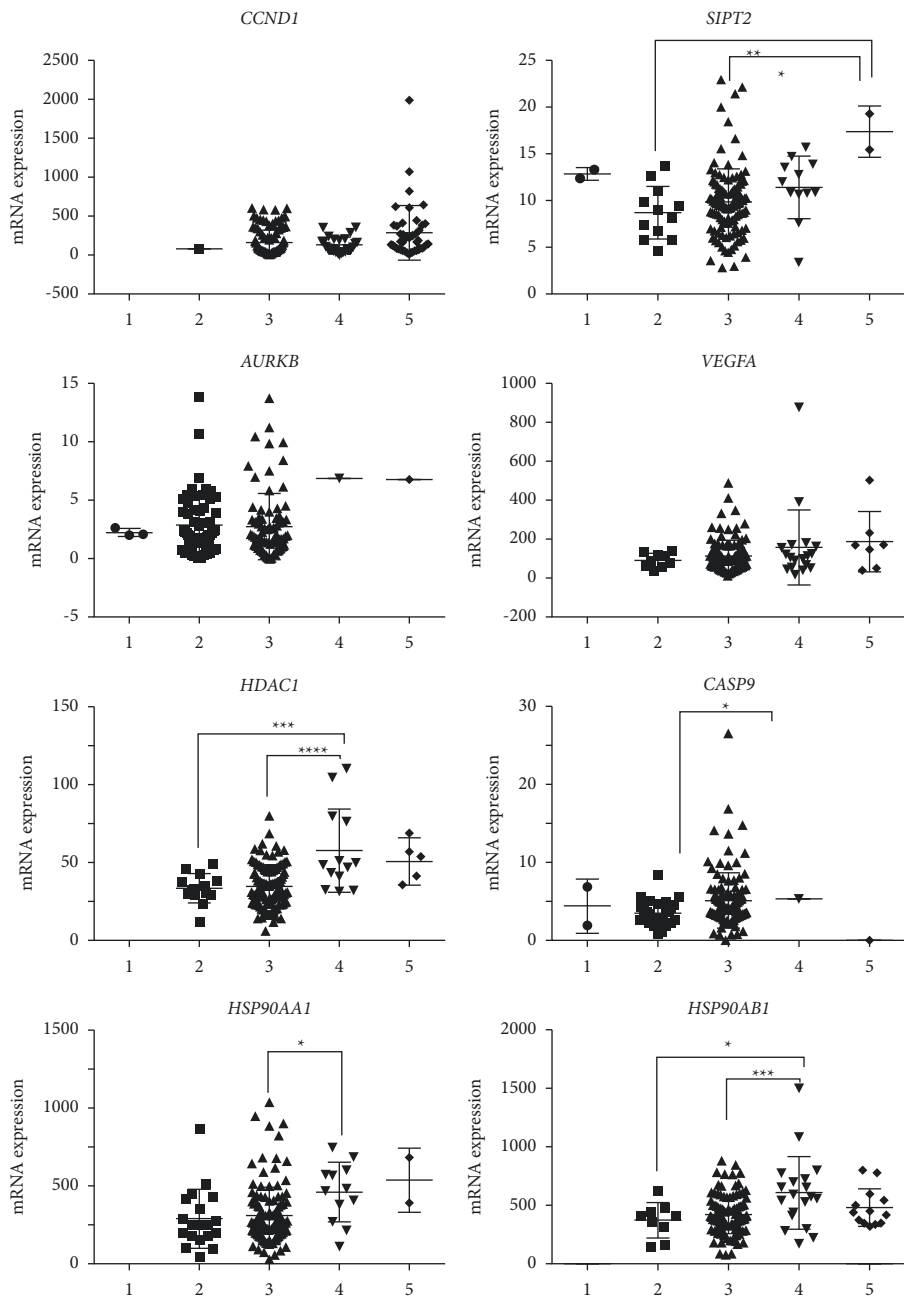 CCND1
2500
2000
1500
1000
500
0
-500
mRNA expression
1 2 3 4 5
SIPT2
25
20
15
10
5
0
mRNA expression
**
*
1 2 3 4 5
AURKB
15
10
5
0
-5
mRNA expression
1 2 3 4 5
VEGFA
1000
800
600
400
200
0
-200
mRNA expression
1 2 3 4 5
HDAC1
150
100
50
0
mRNA expression
***
****
1 2 3 4 5
CASP9
30
20
10
0
mRNA expression
*
1 2 3 4 5
HSP90AA1
1500
1000
500
0
mRNA expression
*
1 2 3 4 5
HSP90AB1
2000
1500
1000
500
0
mRNA expression
*
***
1 2 3 4 5